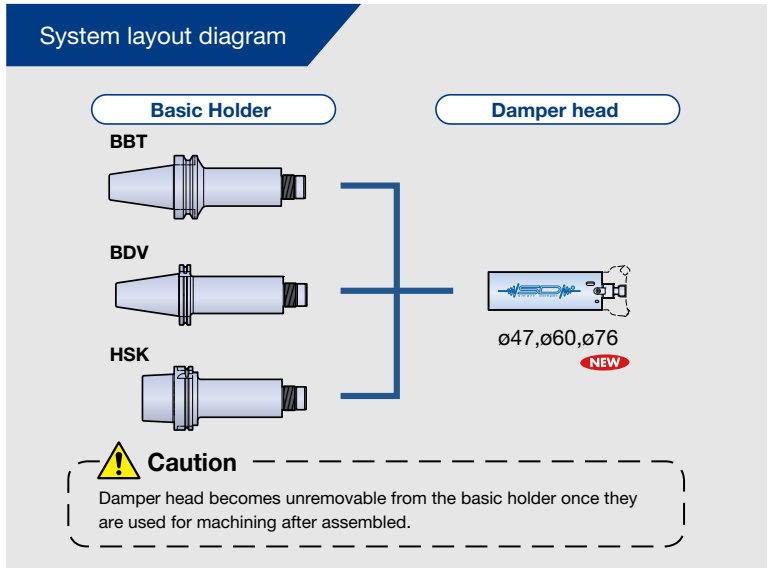 System layout diagram
Basic Holder
Damper head
BBT
BDV
HSK
SD
ø47,ø60,ø76
NEW
Caution
Damper head becomes unremovable from the basic holder once they
are used for machining after assembled.